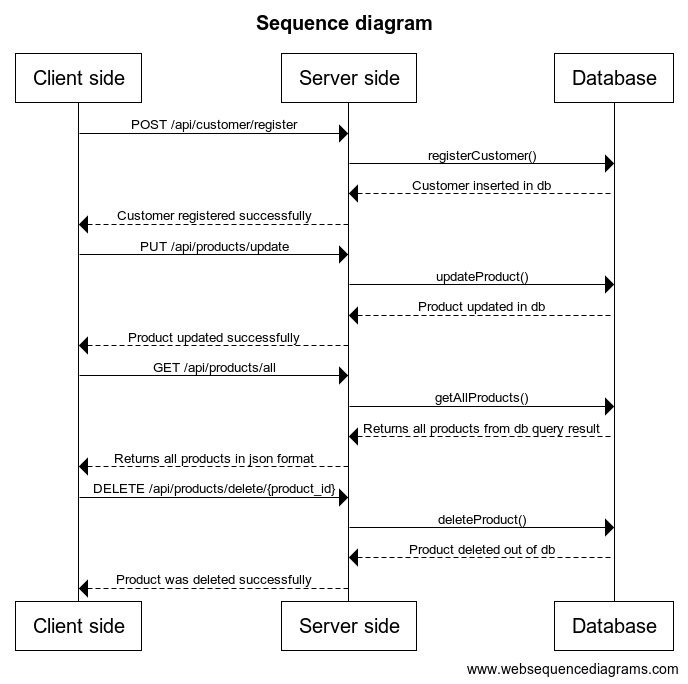 Sequence diagram
Client side
Server side
Database
POST /api/customer/register
registerCustomer()
Customer inserted in db
Customer registered successfully
PUT /api/products/update
updateProduct()
Product updated in db
Product updated successfully
GET /api/products/all
getAllProducts()
Returns all products from db query result
Returns all products in json format
DELETE /api/products/delete/{product_id}
deleteProduct()
Product deleted out of db
Product was deleted successfully
Client side
Server side
Database
www.websequencediagrams.com